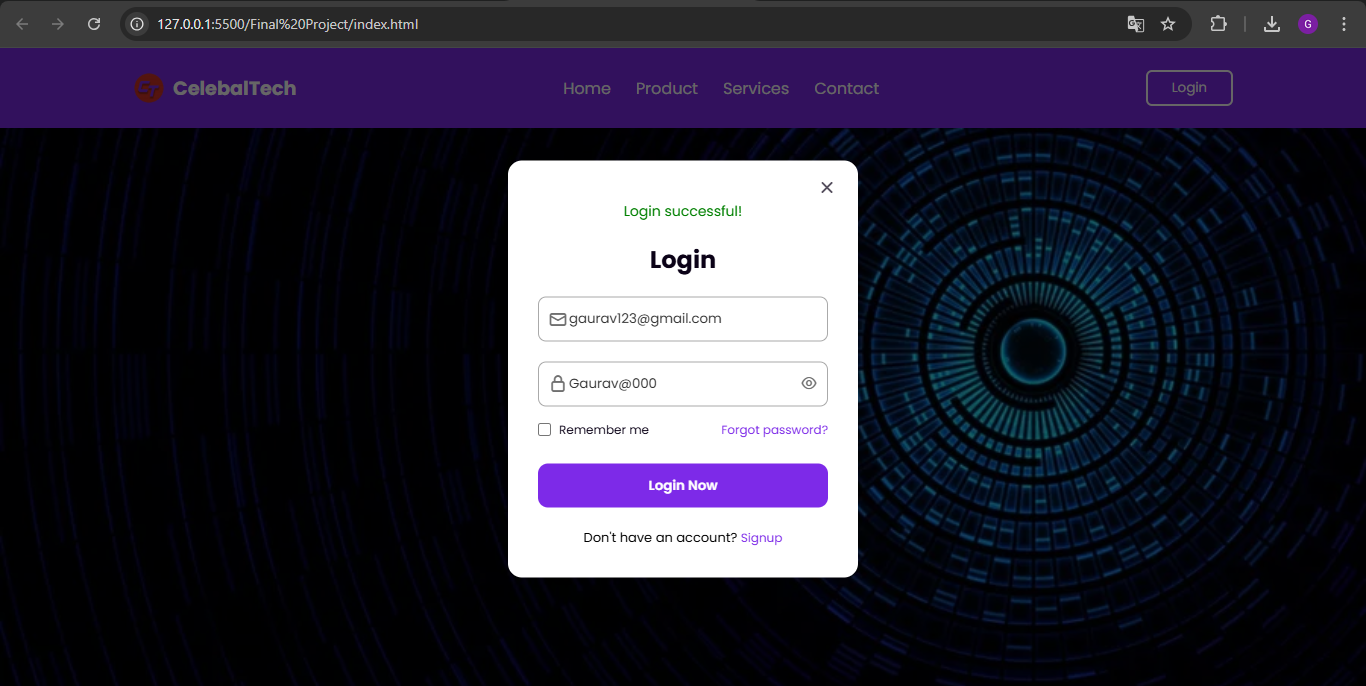 127.0.0.1:5500/Final%20Project/index.html
G
CelebalTech
Home Product Services Contact
Login
Login successful!
Login
gaurav123@gmail.com
Gaurav@000
Remember me Forgot password?
Login Now
Don't have an account? Signup